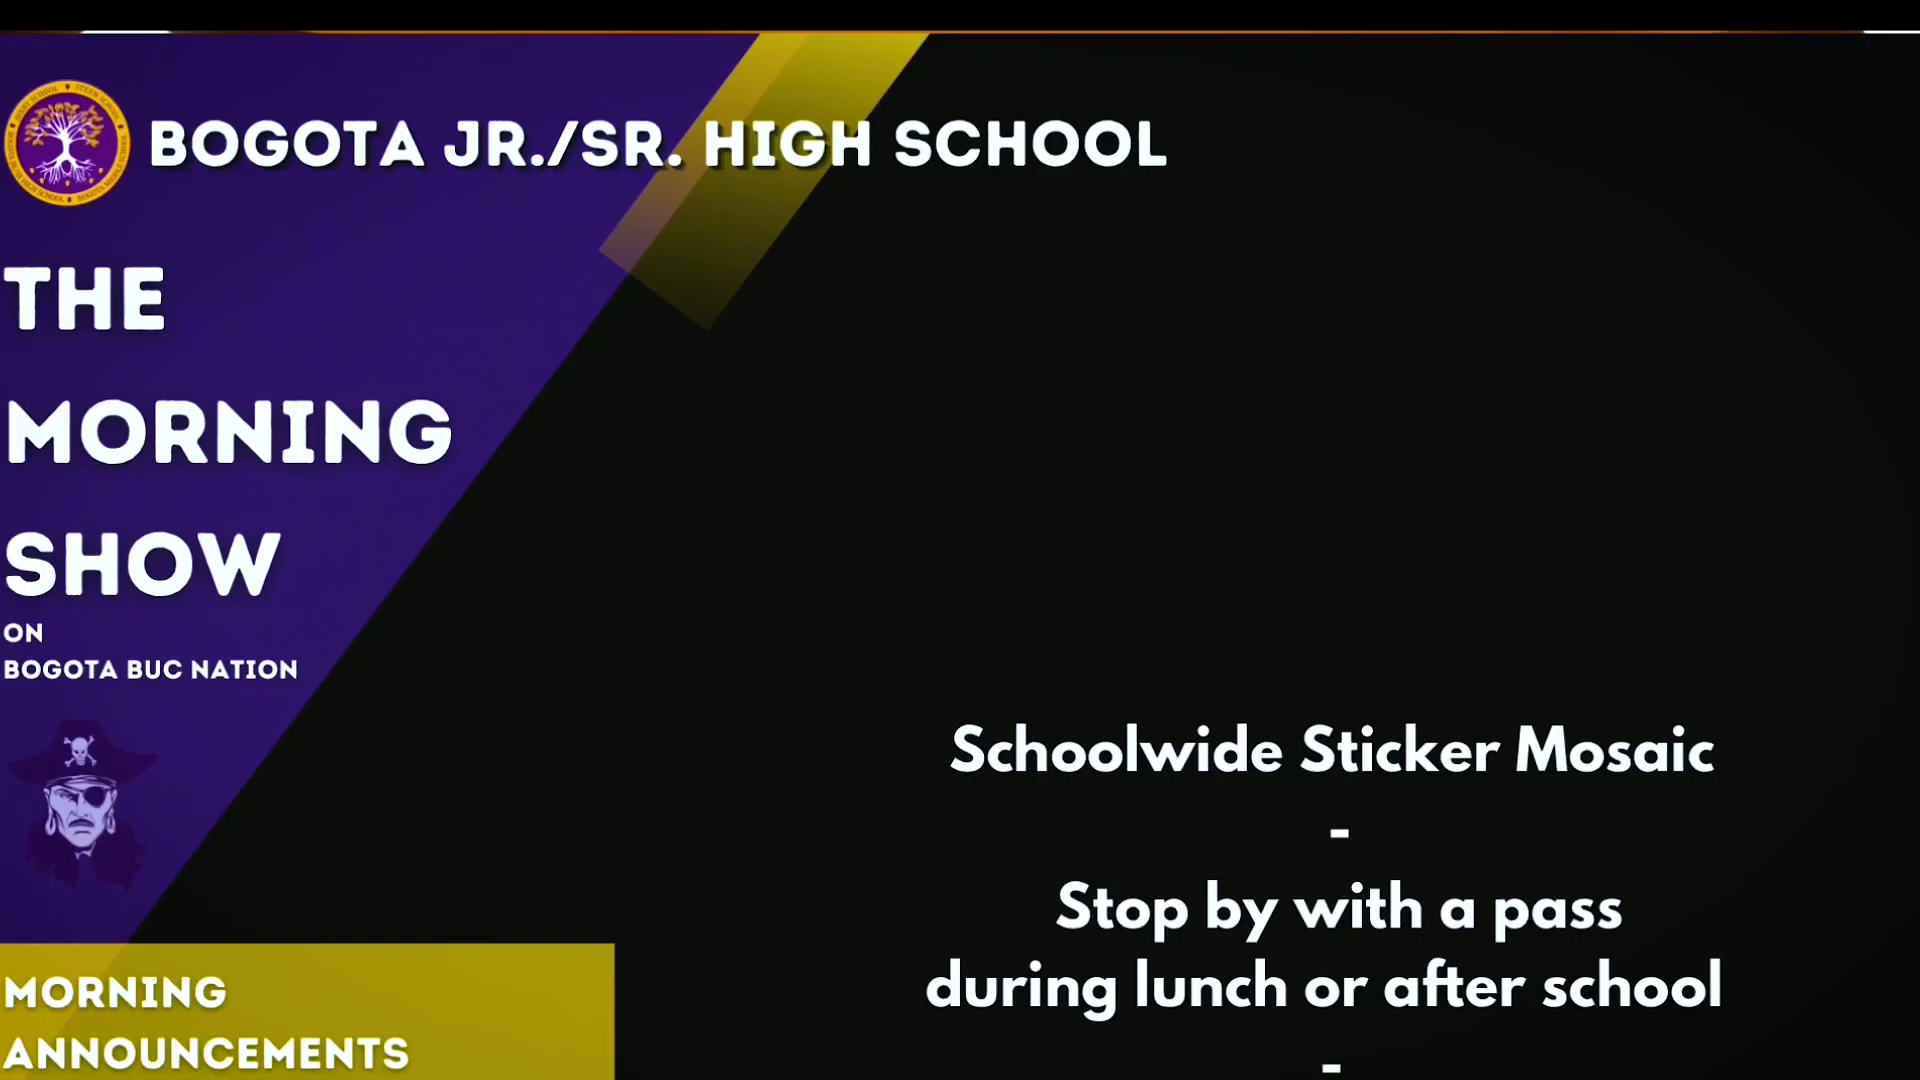 BOGOTA JR./SR. HIGH SCHOOL
THE
MORNING
SHOW
ON
BOGOTA BUC NATION
MORNING
ANNOUNCEMENTS
Schoolwide Sticker Mosaic
-
Stop by with a pass
during lunch or after school
-